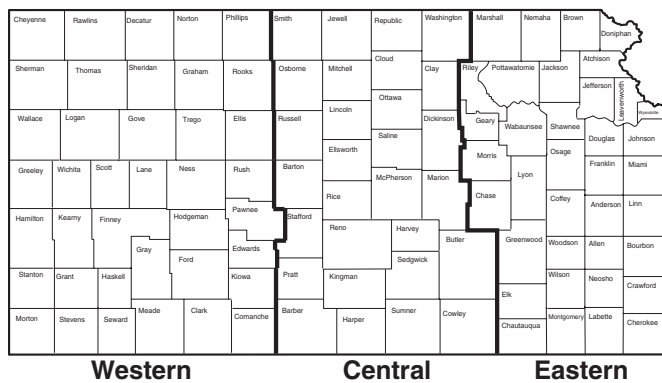 Cheyenne Rawlins Decatur Norton Phillips Smith Jewell Republic Washington Marshall Nemaha Brown Doniphan
Sherman Thomas Sheridan Graham Rooks Osborne Mitchell Cloud Clay Riley Pottawatomie Jackson Atchison
Jefferson Leavenworth Wyandotte
Wallace Logan Gove Trego Ellis Russell Lincoln Ottawa Dickinson Geary Wabaunsee Shawnee Douglas Johnson
Ellsworth Saline Morris Osage
Greeley Wichita Scott Lane Ness Rush Barton McPherson Marion Chase Lyon Franklin Miami
Hamilton Kearny Finney Hodgeman Pawnee Stafford Rice Coffey Anderson Linn
Gray Ford Edwards Reno Harvey Butler Greenwood Woodson Allen Bourbon
Sedgwick
Stanton Grant Haskell Kiowa Pratt Kingman Elk Wilson Neosho Crawford
Morton Stevens Seward Meade Clark Comanche Barber Harper Sumner Cowley Chautauqua Montgomery Labette Cherokee
Western Central Eastern